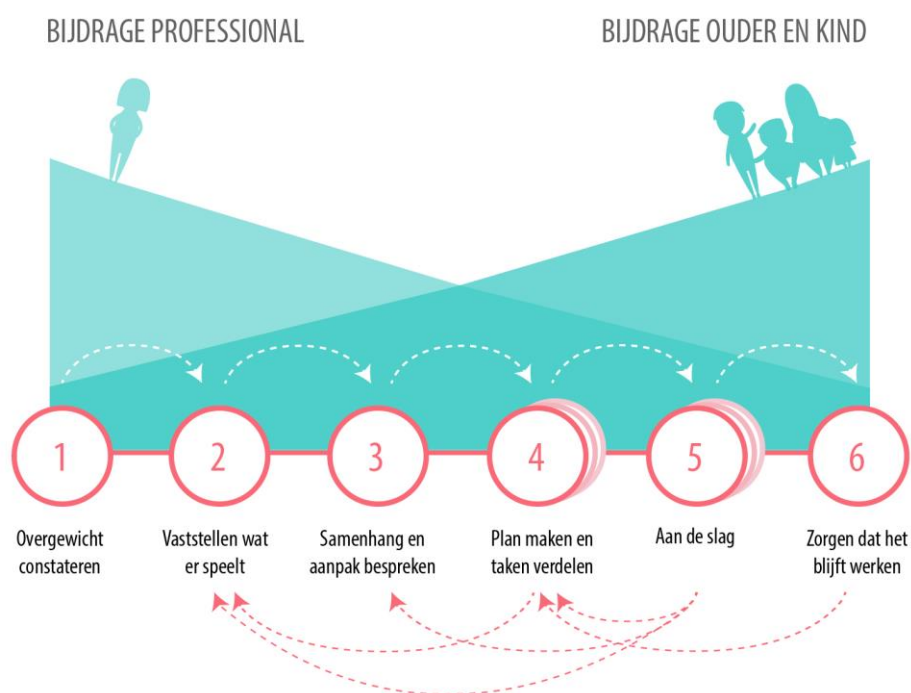 BIJDRAGE PROFESSIONAL
BIJDRAGE OUDER EN KIND
1
2
3
4
5
6
Overgewicht
constateren
Vaststellen wat
er speelt
Samenhang en
aanpak bespreken
Plan maken en
taken verdelen
Aan de slag
Zorgen dat het
blijft werken